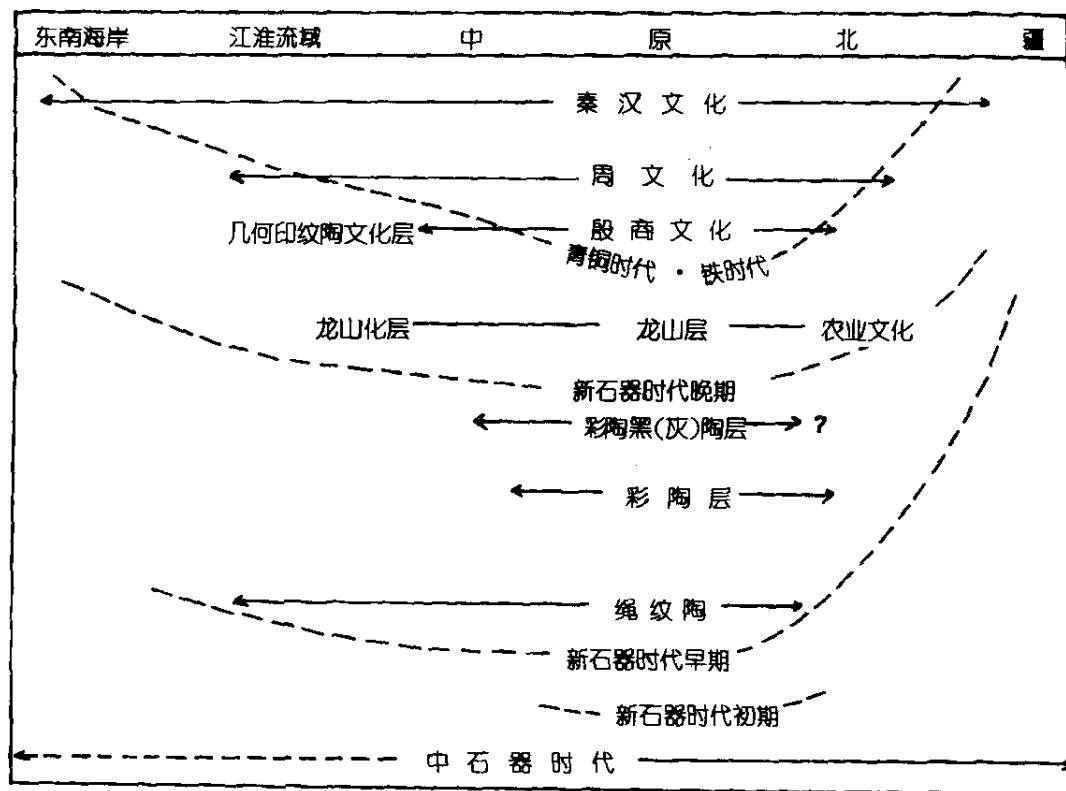 东南海岸 江淮流域 中 原 北 疆
秦汉文化
周文化
几何印纹陶文化层 殷商文化
青铜时代·铁时代
龙山化层 龙山层 农业文化
新石器时代晚期
彩陶黑(灰)陶层 ?
彩陶层
绳纹陶
新石器时代早期
新石器时代初期
中石器时代